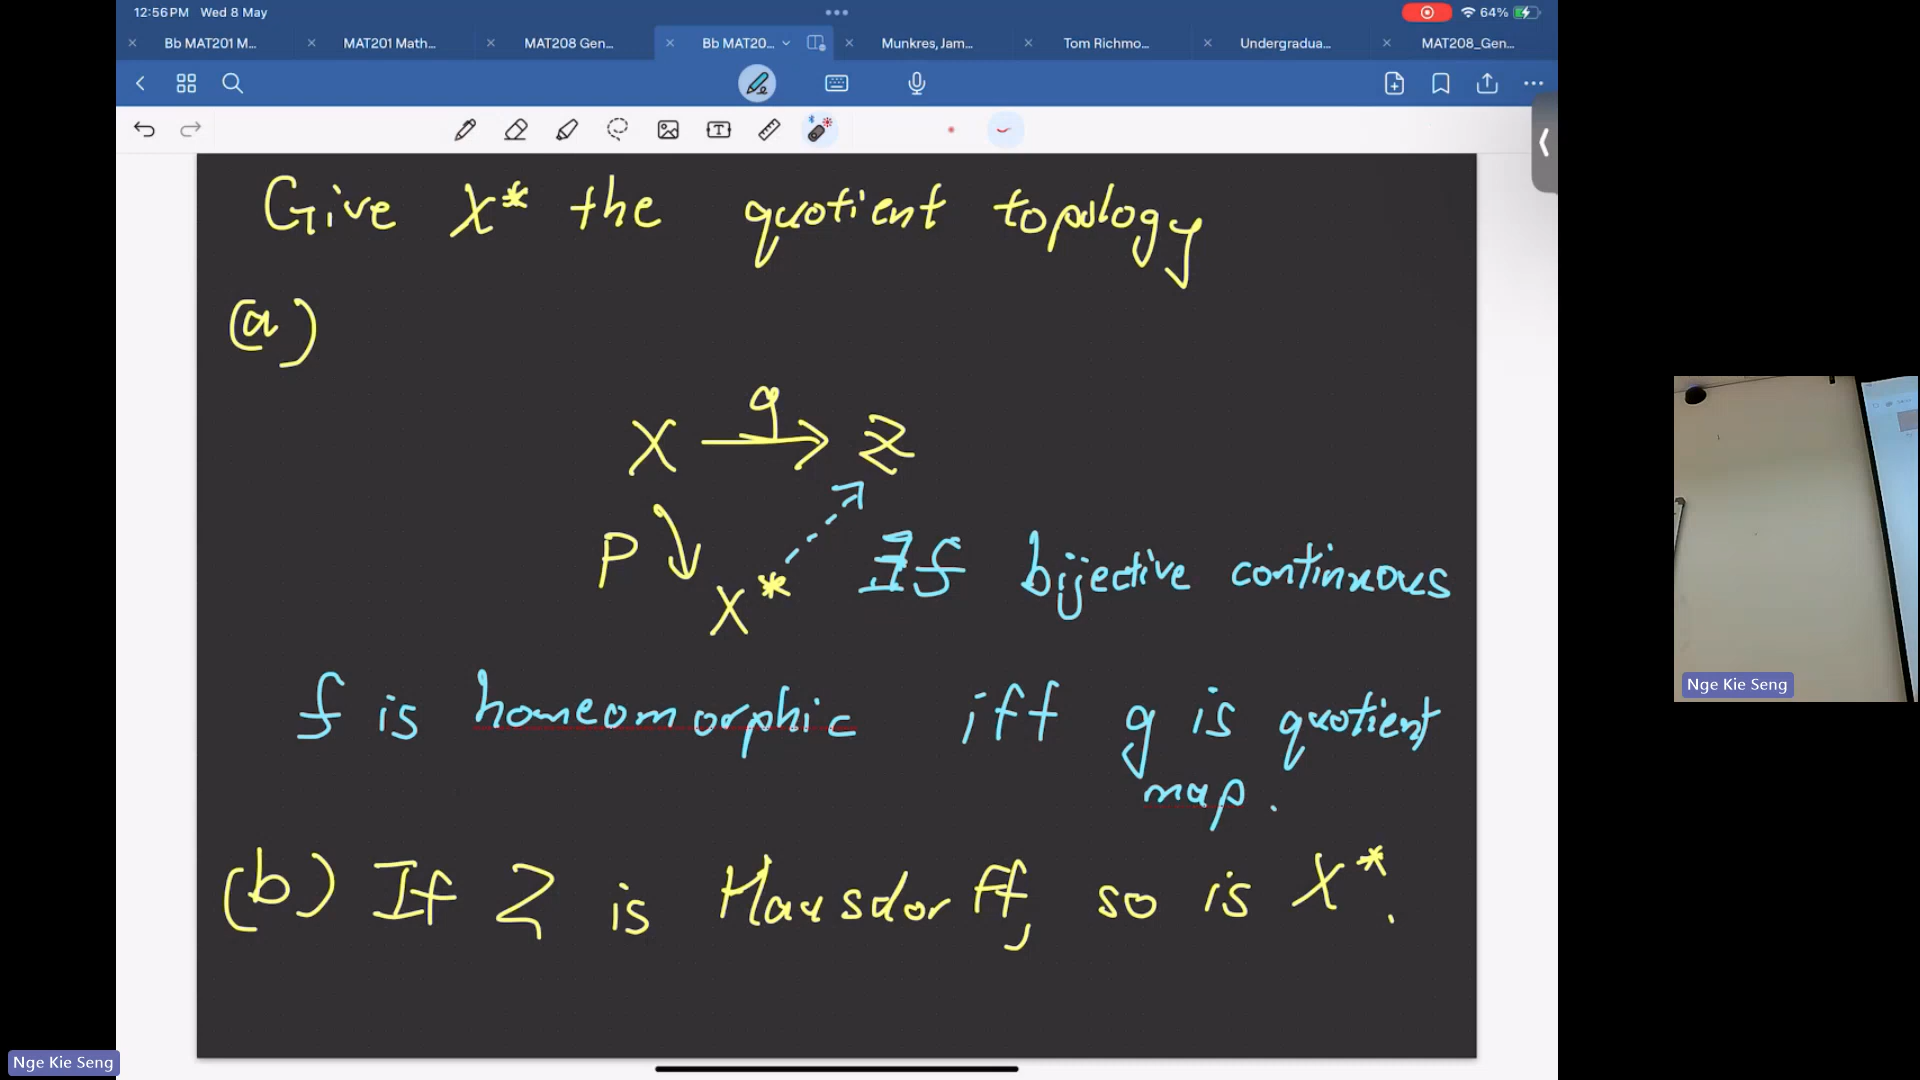 12:56 PM Wed 8 May
64%
Bb MAT201 M...
MAT201 Math...
MAT208 Gen...
Bb MAT20...
Munkres, Jam...
Tom Richmo...
Undergradua...
MAT208_Gen...
Give X* the quotient topology
(a)
X g Z
P X* ∃f bijective continuous
f is homeomorphic iff g is quotient
map.
(b) If Z is Hausdorff, so is X*.
Nge Kie Seng
Nge Kie Seng